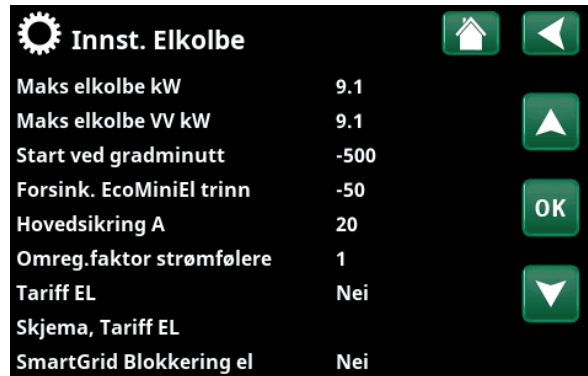 Innst. Elkolbe
Maks elkolbe kW 9.1
Maks elkolbe VV kW 9.1
Start ved gradminutt -500
Forsink. EcoMiniEl trinn -50
OK
Hovedsikring A 20
Omreg.faktor strømfølere 1
Tariff EL Nei
Skjema, Tariff EL
SmartGrid Blokkering el Nei